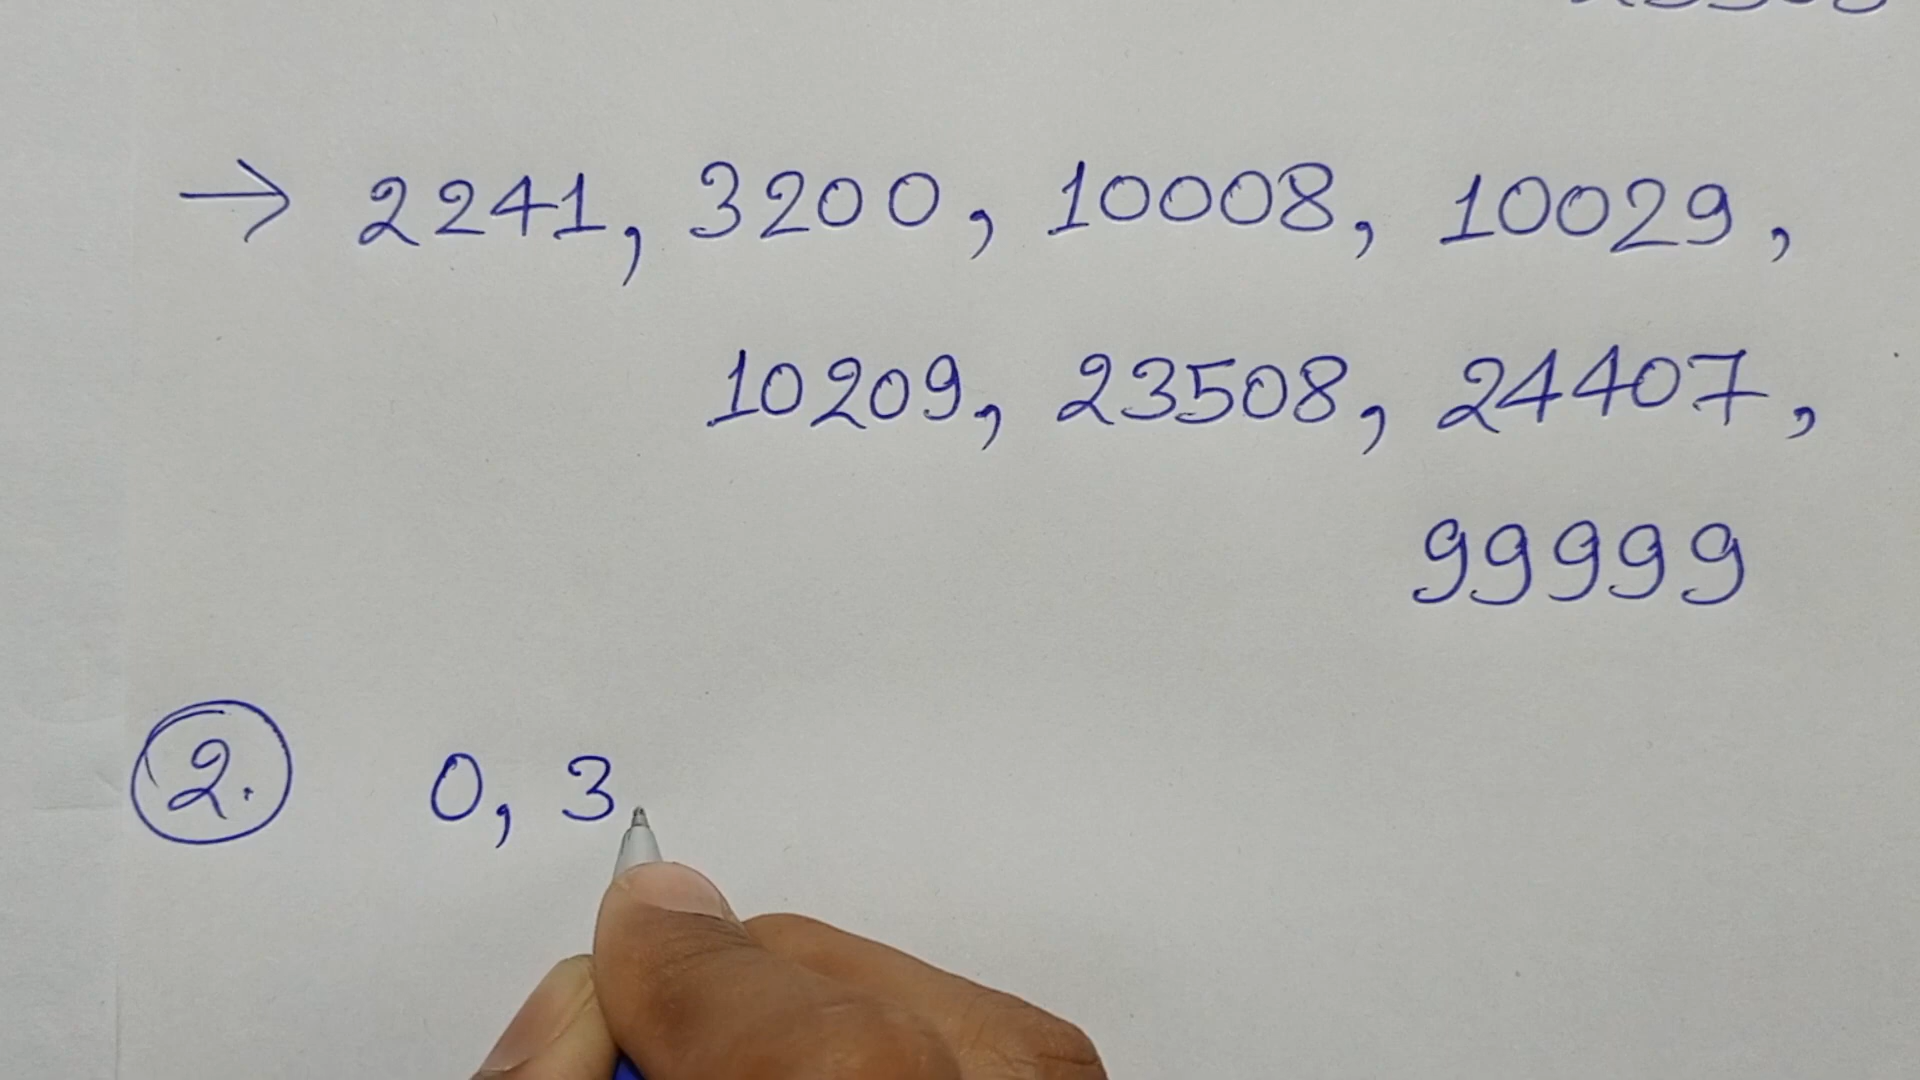 → 2241, 3200, 10008, 10029,
10209, 23508, 24407,
99999
2. 0, 3